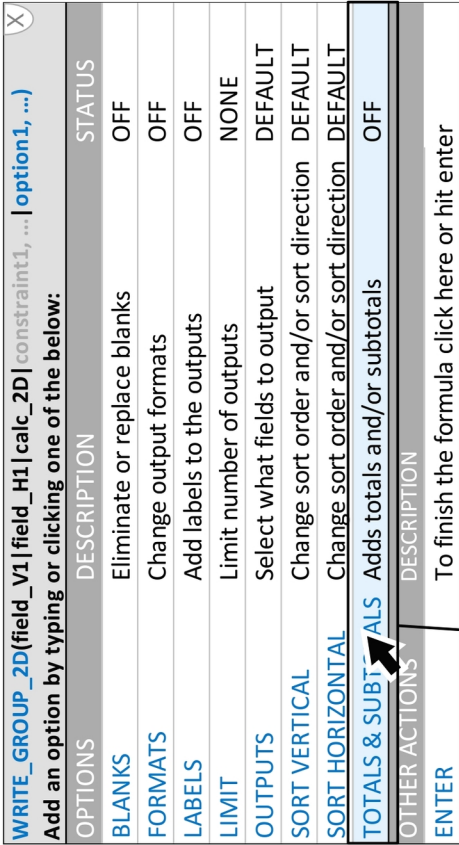 WRITE_GROUP_2D(field_V1|field_H1|calc_2D|constraint1, ...|option1, ...) X
Add an option by typing or clicking one of the below:
OPTIONS DESCRIPTION STATUS
BLANKS Eliminate or replace blanks OFF
FORMATS Change output formats OFF
LABELS Add labels to the outputs OFF
LIMIT Limit number of outputs NONE
OUTPUTS Select what fields to output DEFAULT
SORT VERTICAL Change sort order and/or sort direction DEFAULT
SORT HORIZONTAL Change sort order and/or sort direction DEFAULT
TOTALS & SUBTOTALS Adds totals and/or subtotals OFF
OTHER ACTIONS DESCRIPTION
ENTER To finish the formula click here or hit enter